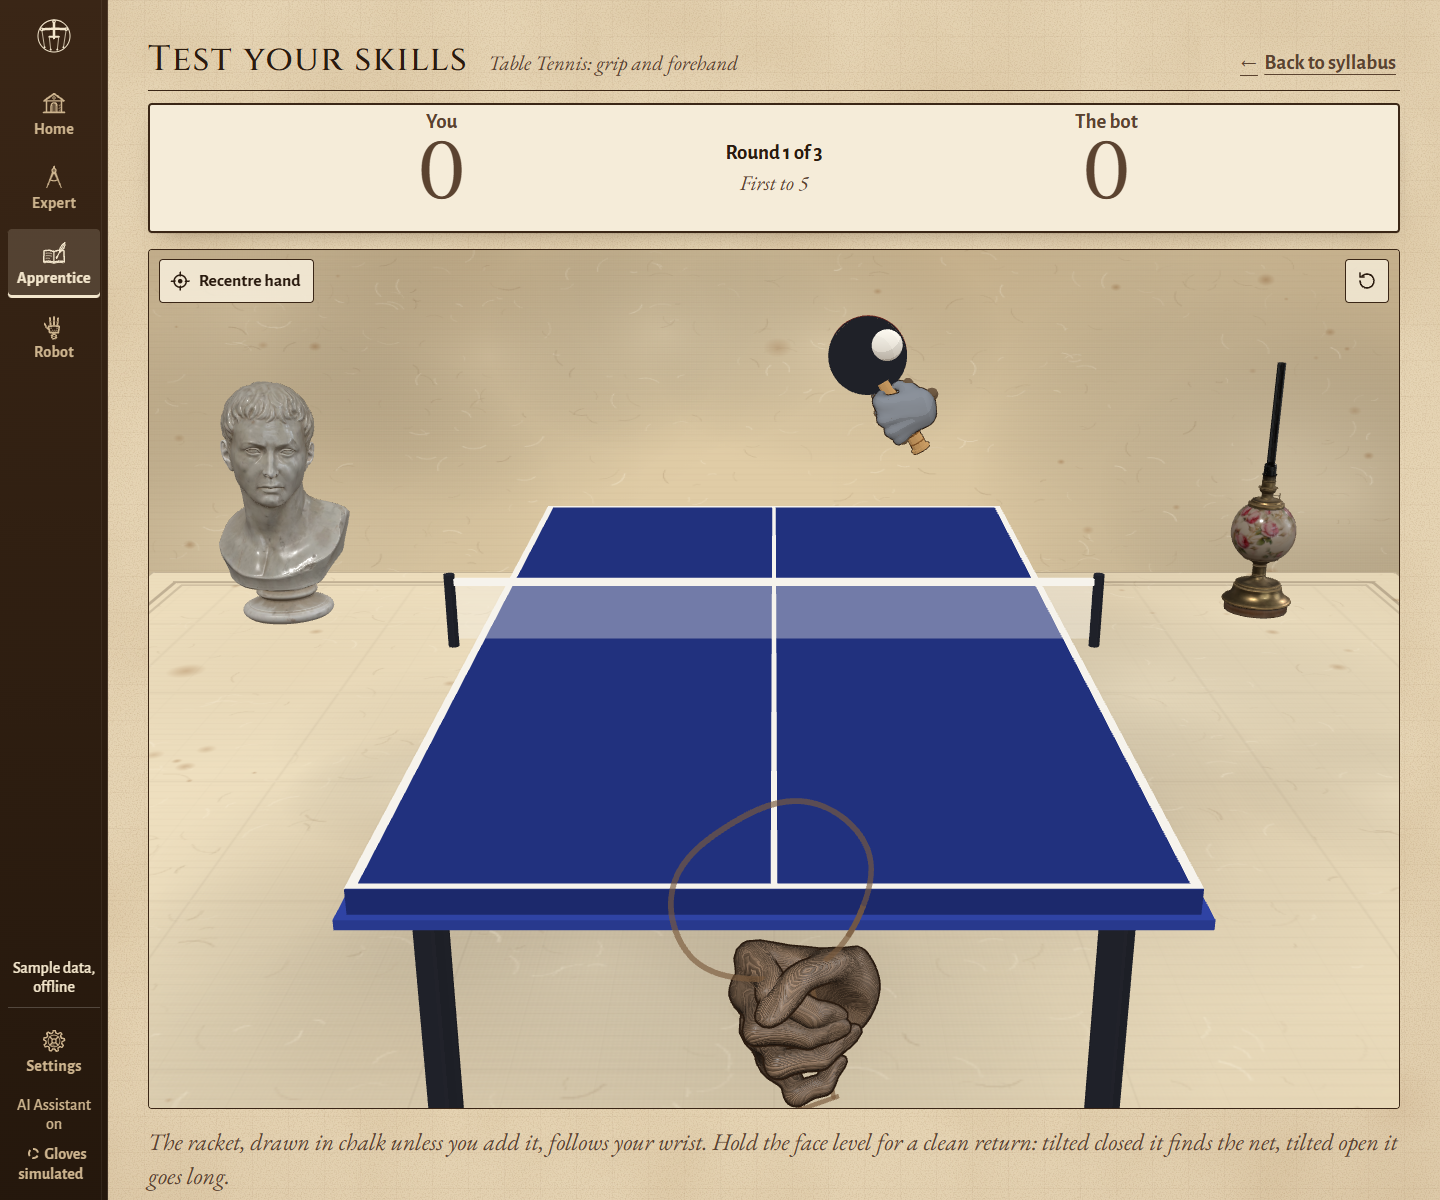 TEST YOUR SKILLS
Table Tennis: grip and forehand
← Back to syllabus
Home
Expert
Apprentice
Robot
Sample data,
offline
Settings
AI Assistant
on
Gloves
simulated
You
0
Round 1 of 3
First to 5
The bot
0
Recentre hand
The racket, drawn in chalk unless you add it, follows your wrist. Hold the face level for a clean return: tilted closed it finds the net, tilted open it
goes long.